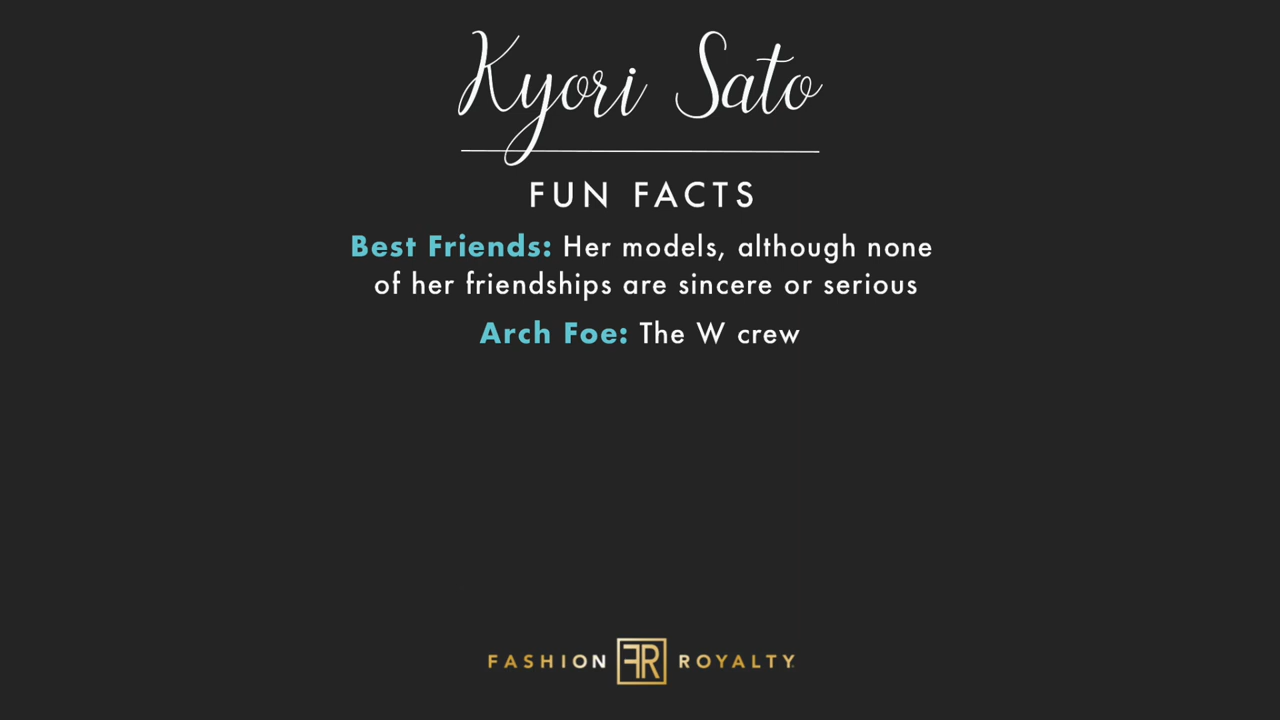 Kyori Sato
FUN FACTS
Best Friends: Her models, although none
of her friendships are sincere or serious
Arch Foe: The W crew
FASHION FR ROYALTY